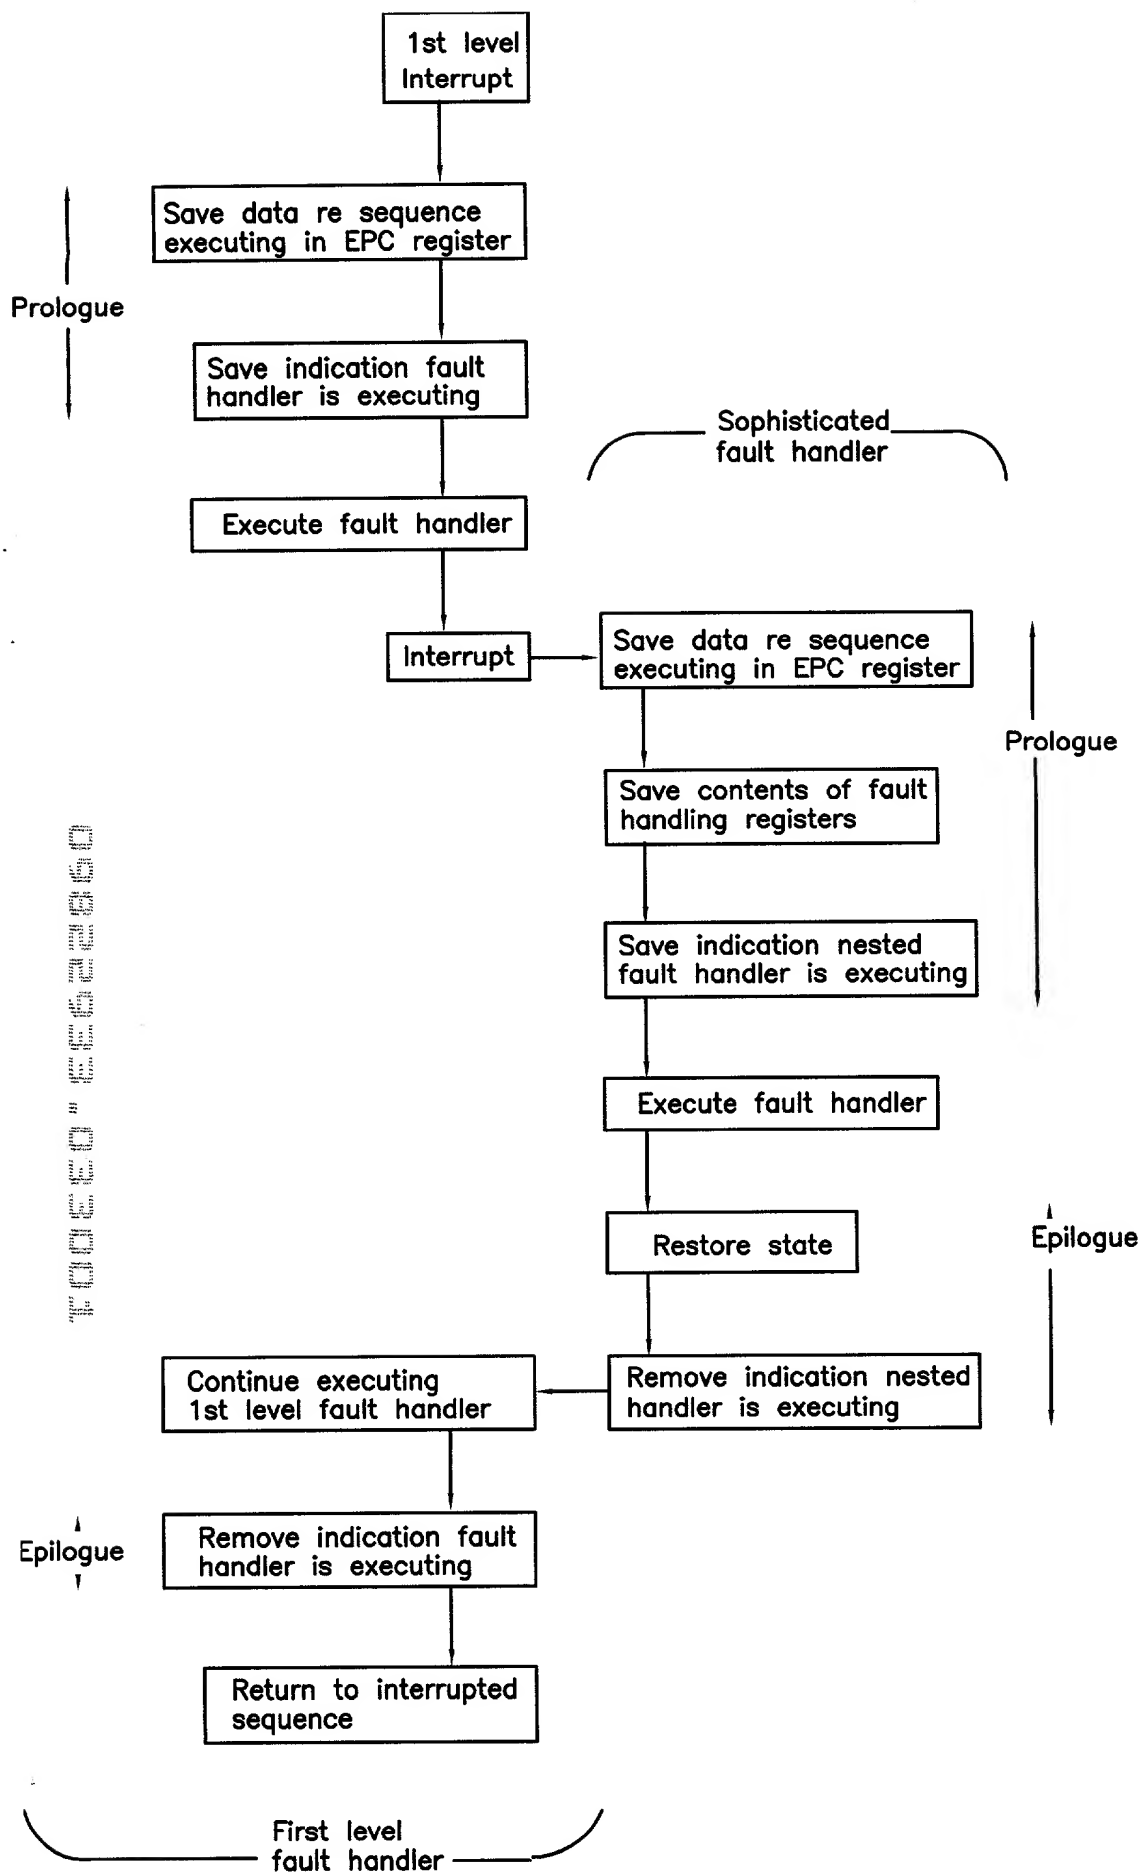 1st level
Interrupt
Save data re sequence
executing in EPC register
Prologue
Save indication fault
handler is executing
Sophisticated
fault handler
Execute fault handler
Interrupt
Save data re sequence
executing in EPC register
Prologue
Save contents of fault
handling registers
Save indication nested
fault handler is executing
Execute fault handler
Restore state
Epilogue
Continue executing
1st level fault handler
Remove indication nested
handler is executing
Epilogue
Remove indication fault
handler is executing
Return to interrupted
sequence
First level
fault handler